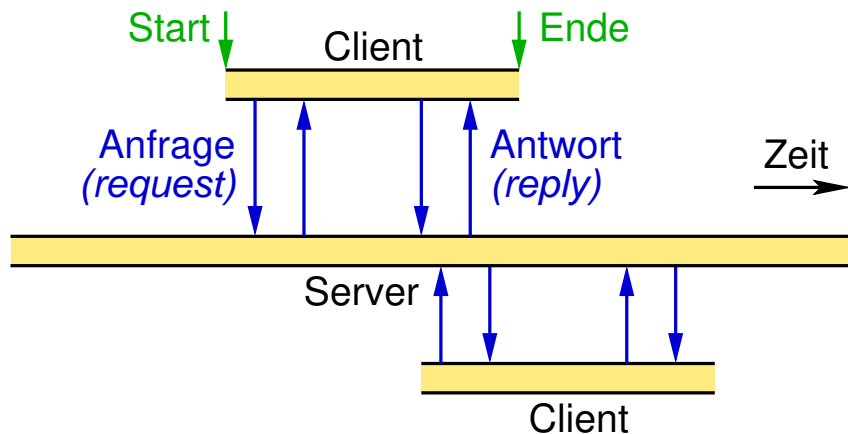 Start
Ende
Client
Anfrage
(request)
Antwort
(reply)
Zeit
Server
Client